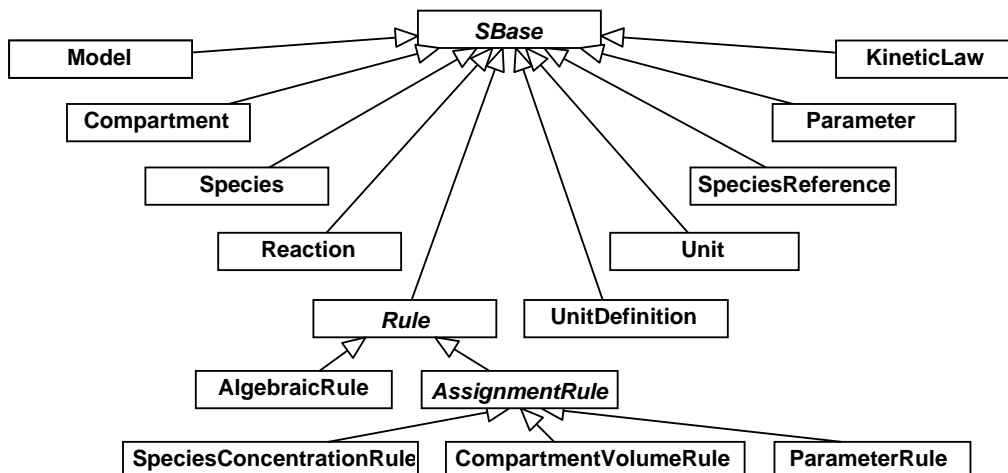 SBase
Model
KineticLaw
Compartment
Parameter
Species
SpeciesReference
Reaction
Unit
Rule
UnitDefinition
AlgebraicRule
AssignmentRule
SpeciesConcentrationRule
CompartmentVolumeRule
ParameterRule